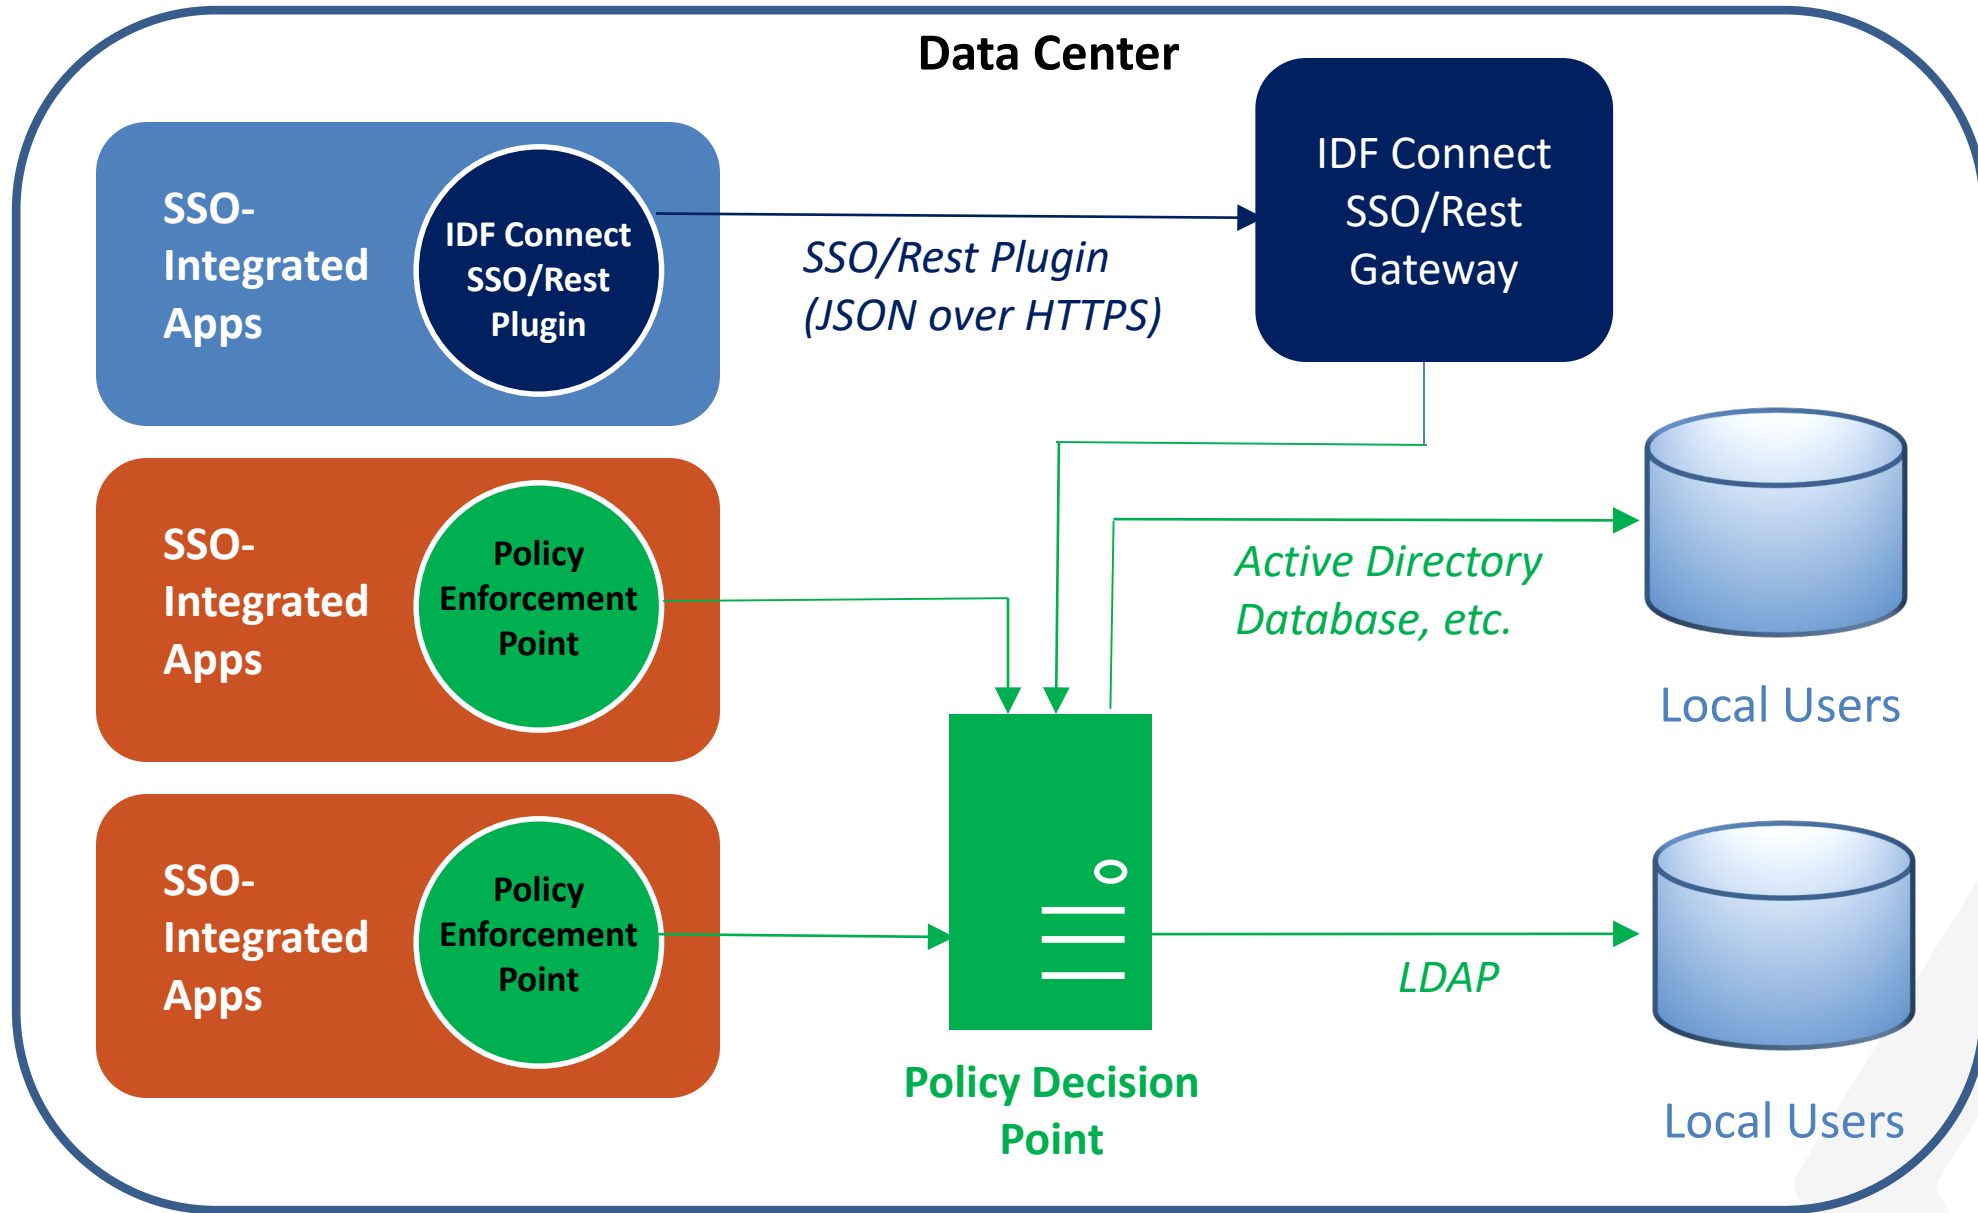 Data Center
SSO-
Integrated
Apps
IDF Connect
SSO/Rest
Plugin
SSO/Rest Plugin
(JSON over HTTPS)
IDF Connect
SSO/Rest
Gateway
SSO-
Integrated
Apps
Policy
Enforcement
Point
Active Directory
Database, etc.
Local Users
SSO-
Integrated
Apps
Policy
Enforcement
Point
Policy Decision
Point
LDAP
Local Users